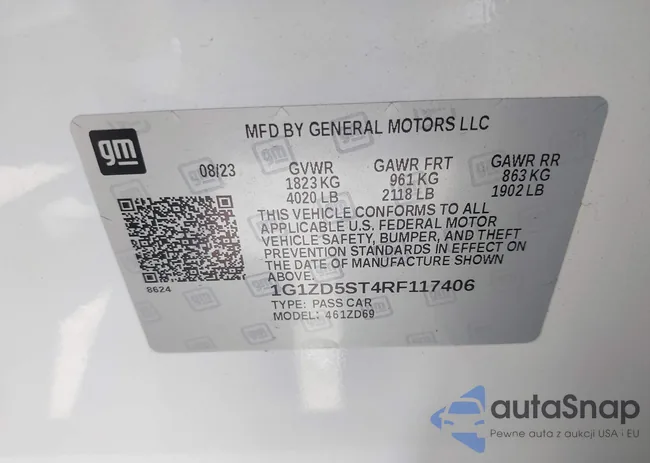 gm
MFD BY GENERAL MOTORS LLC
08/23
GVWR
1823 KG
4020 LB
GAWR FRT
961 KG
2118 LB
GAWR RR
863 KG
1902 LB
THIS VEHICLE CONFORMS TO ALL
APPLICABLE U.S. FEDERAL MOTOR
VEHICLE SAFETY, BUMPER, AND THEFT
PREVENTION STANDARDS IN EFFECT ON
THE DATE OF MANUFACTURE SHOWN
ABOVE.
8624
1G1ZD5ST4RF117406
TYPE: PASS CAR
MODEL: 461ZD69
autaSnap
Pewne auta z aukcji USA i EU